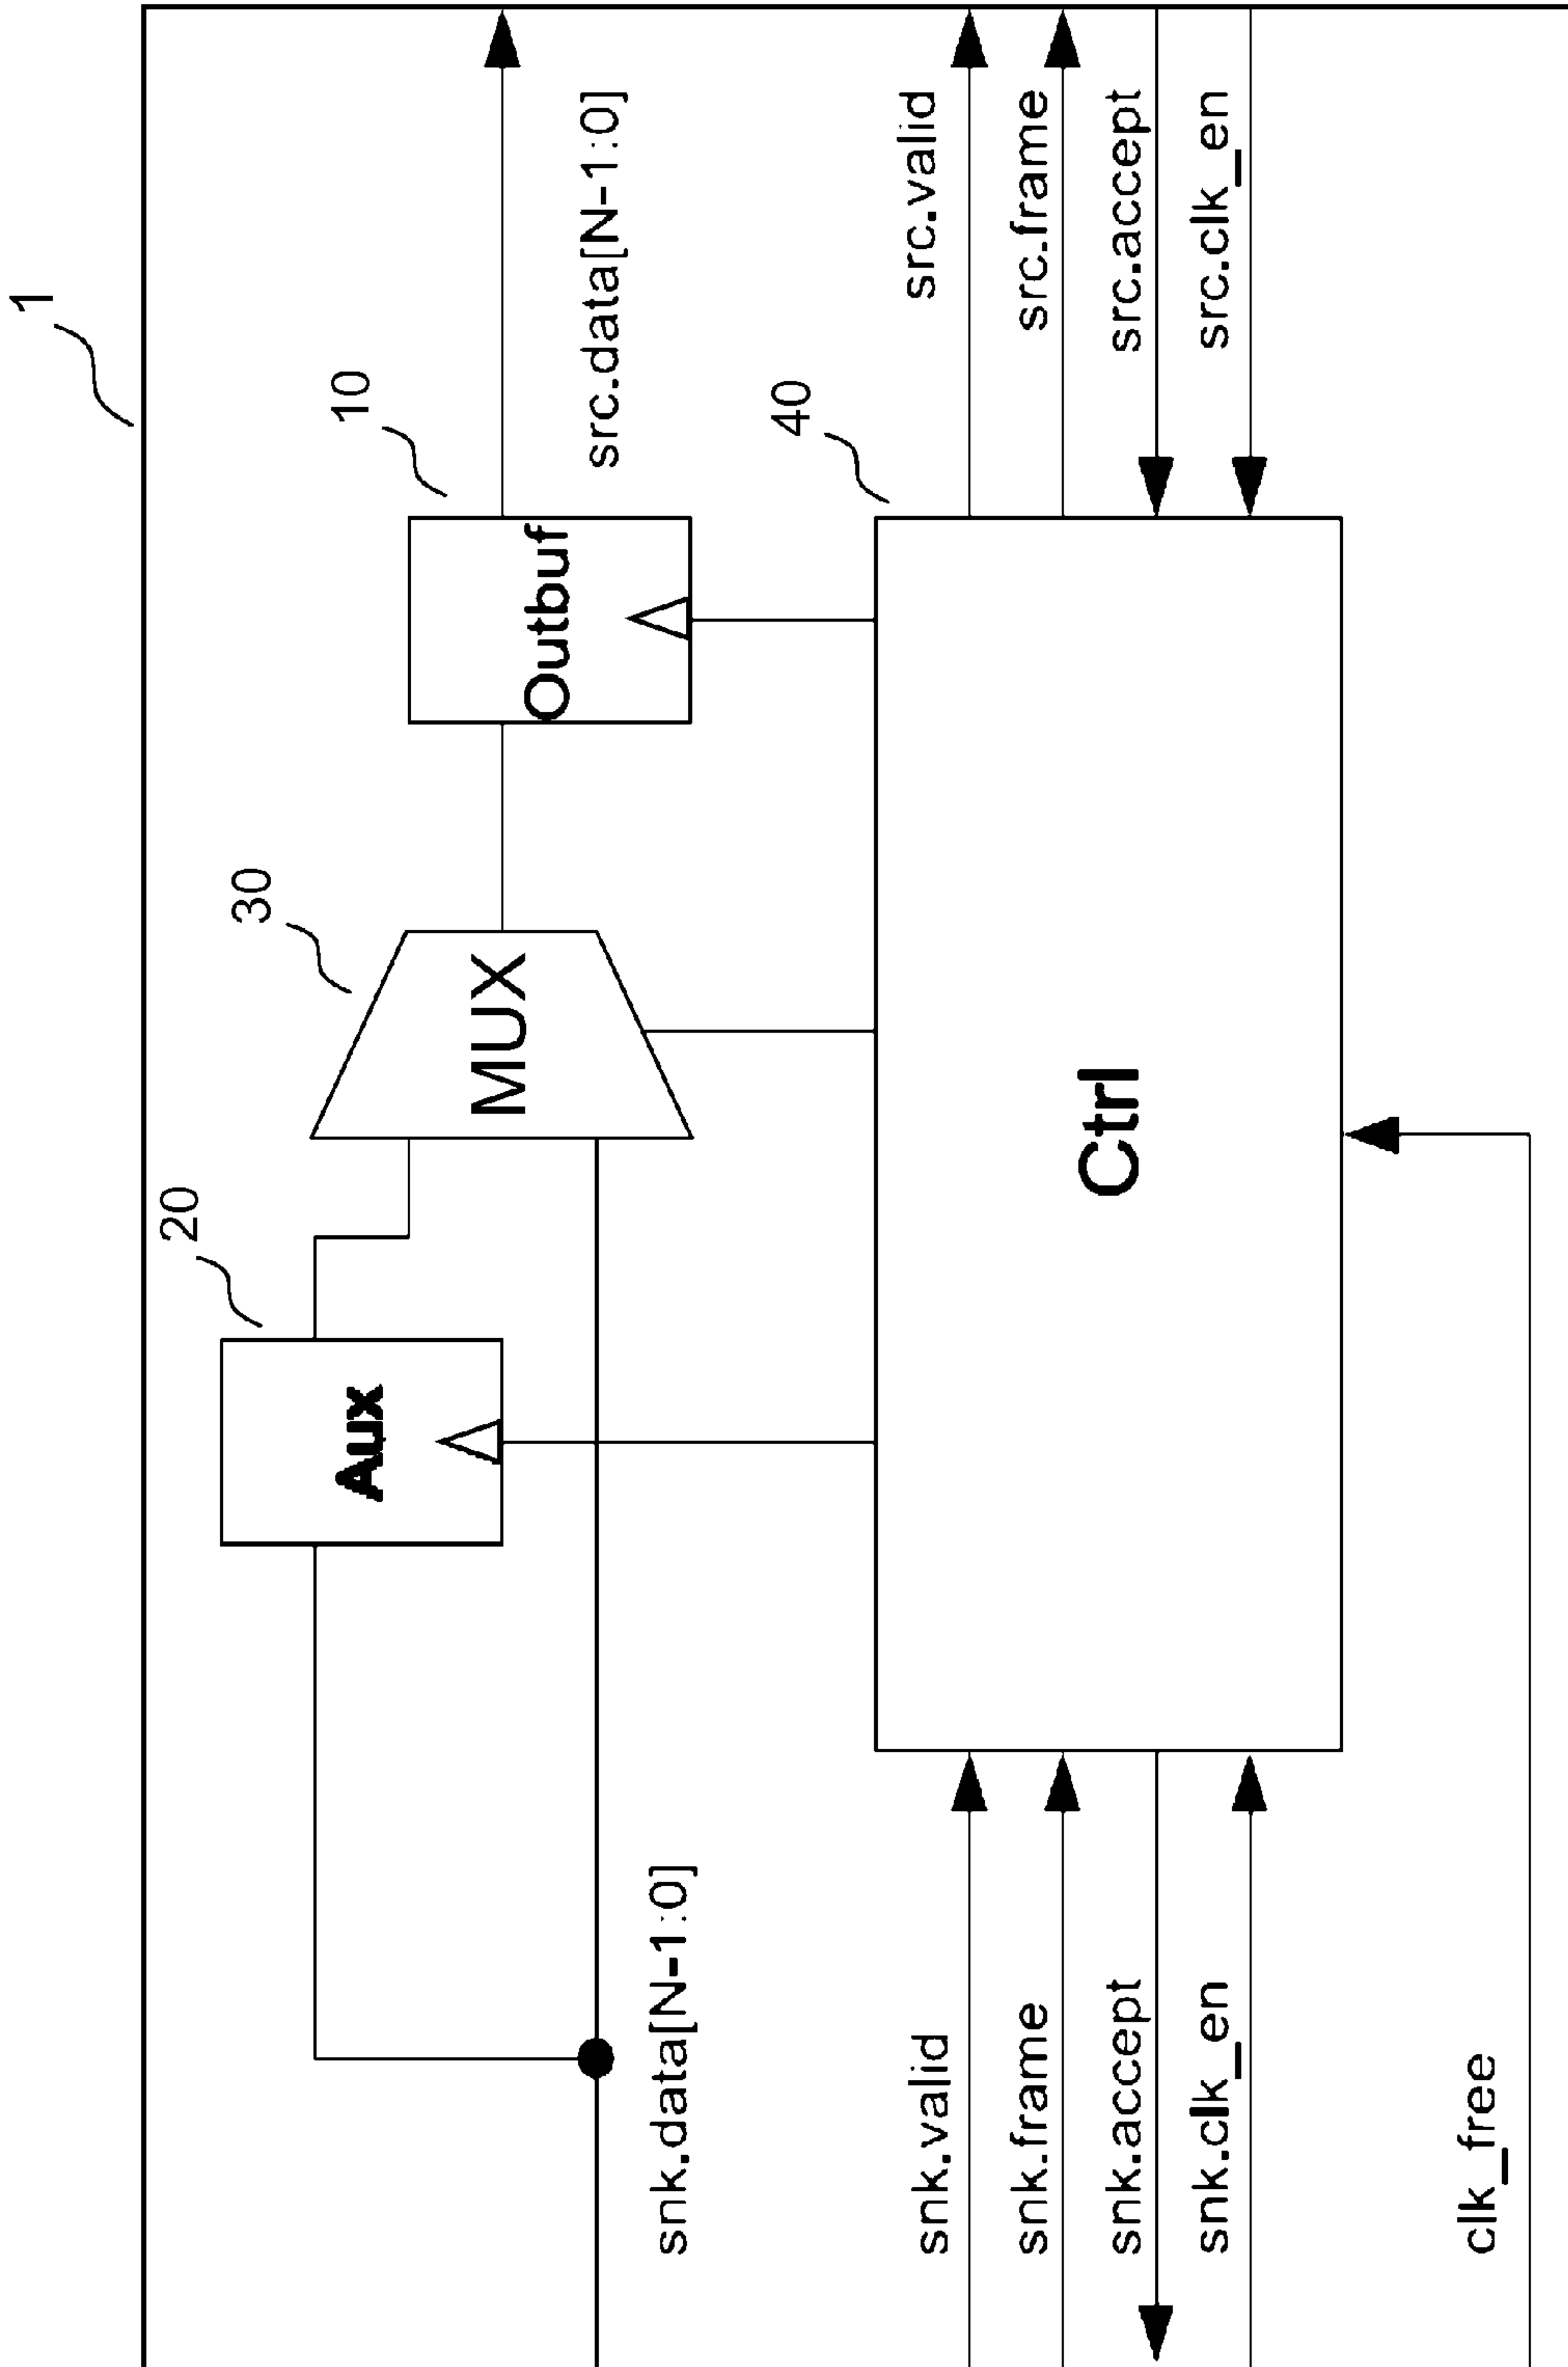 1
10
20
30
40
Aux
MUX
Outbuf
src.data[N-1:0]
snk.data[N-1:0]
Ctrl
snk.valid
snk.frame
snk.accept
snk.clk_en
src.valid
src.frame
src.accept
src.clk_en
clk_free